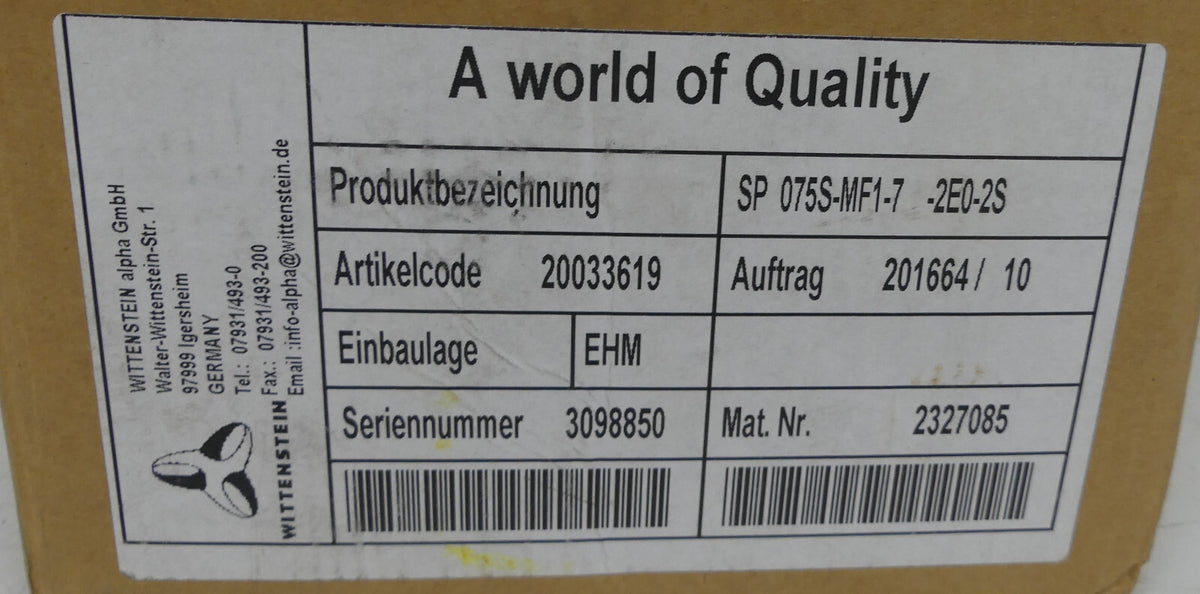 A world of Quality
Produktbezeichnung SP 075S-MF1-7 -2E0-2S
Artikelcode 20033619 Auftrag 201664 / 10
Einbaulage EHM
Seriennummer 3098850 Mat. Nr. 2327085
WITTENSTEIN alpha GmbH
Walter-Wittenstein-Str. 1
97999 Igersheim
GERMANY
Tel.: 07931/493-0
Fax.: 07931/493-200
Email :info-alpha@wittenstein.de
WITTENSTEIN